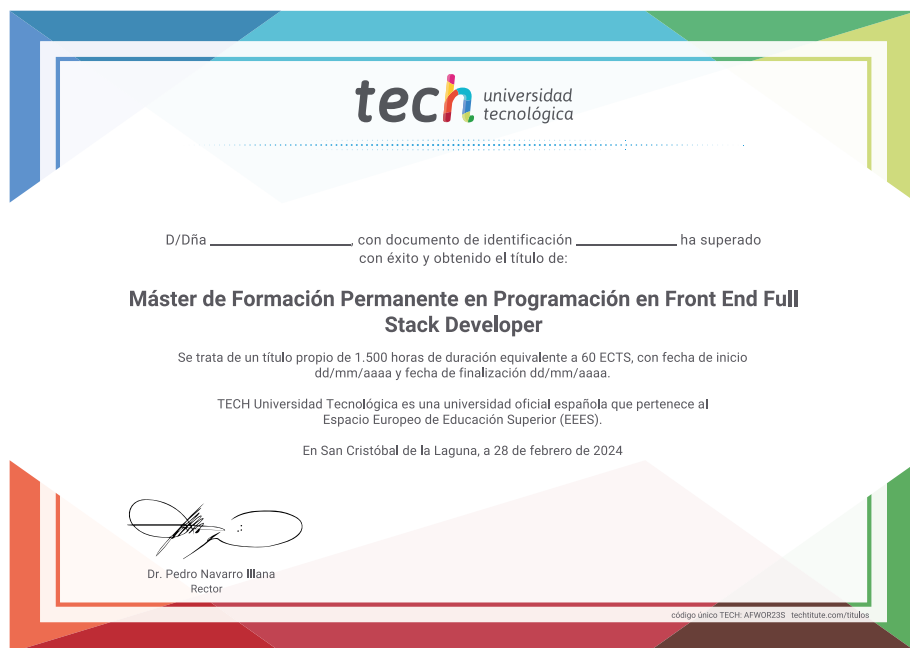 tech universidad
tecnológica
D/Dña ____________________, con documento de identificación ______________ ha superado
con éxito y obtenido el título de:
Máster de Formación Permanente en Programación en Front End Full
Stack Developer
Se trata de un título propio de 1.500 horas de duración equivalente a 60 ECTS, con fecha de inicio
dd/mm/aaaa y fecha de finalización dd/mm/aaaa.
TECH Universidad Tecnológica es una universidad oficial española que pertenece al
Espacio Europeo de Educación Superior (EEES).
En San Cristóbal de la Laguna, a 28 de febrero de 2024
Dr. Pedro Navarro Illana
Rector
código único TECH: AFWOR23S techtitute.com/titulos